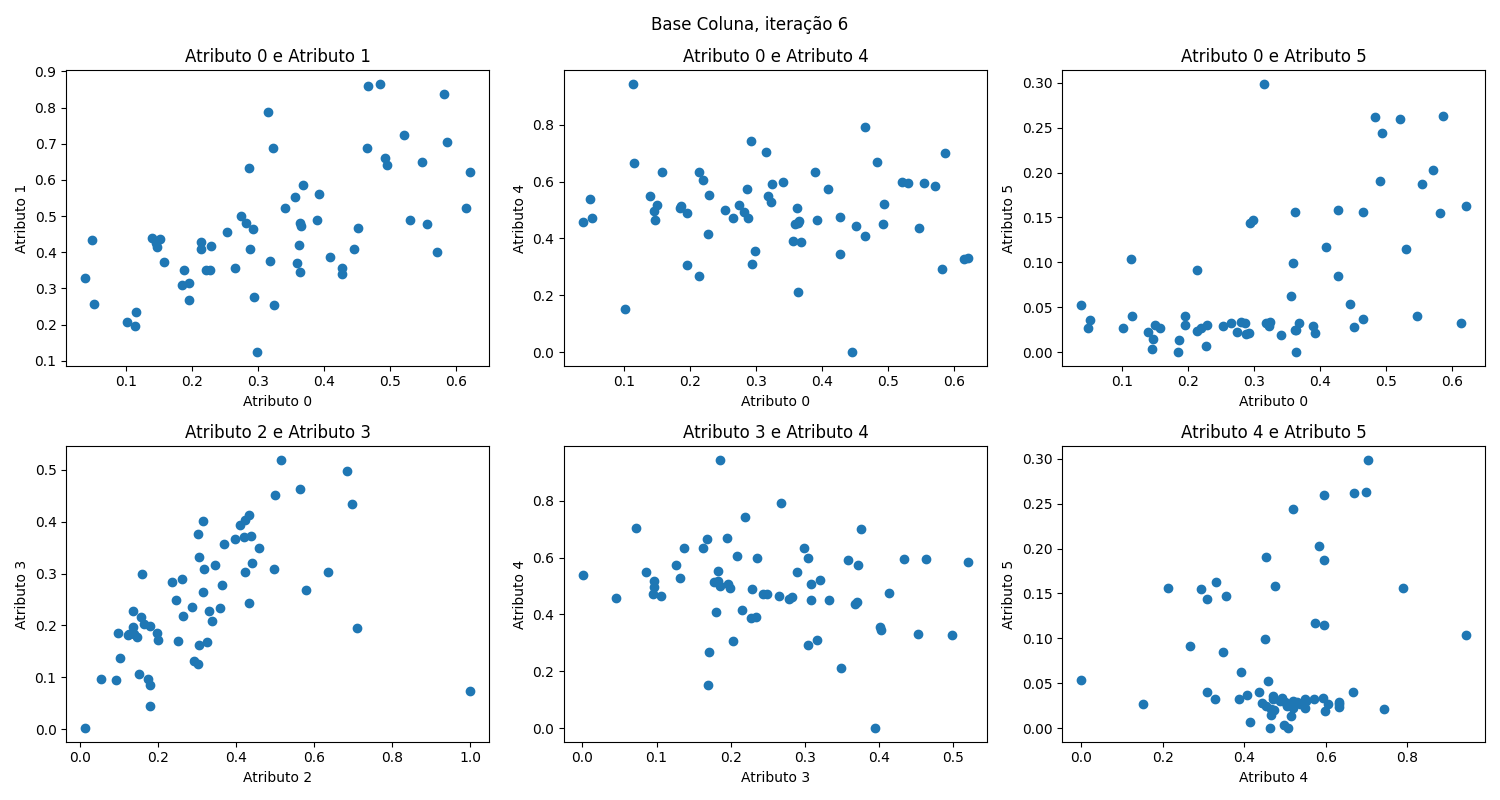 Base Coluna, iteração 6
Atributo 0 e Atributo 1
0.9
0.8
0.7
0.6
0.5
0.4
0.3
0.2
0.1
Atributo 1
0.1 0.2 0.3 0.4 0.5 0.6
Atributo 0
Atributo 0 e Atributo 4
0.8
0.6
0.4
0.2
0.0
Atributo 4
0.1 0.2 0.3 0.4 0.5 0.6
Atributo 0
Atributo 0 e Atributo 5
0.30
0.25
0.20
0.15
0.10
0.05
0.00
Atributo 5
0.1 0.2 0.3 0.4 0.5 0.6
Atributo 0
Atributo 2 e Atributo 3
0.5
0.4
0.3
0.2
0.1
0.0
Atributo 3
0.0 0.2 0.4 0.6 0.8 1.0
Atributo 2
Atributo 3 e Atributo 4
0.8
0.6
0.4
0.2
0.0
Atributo 4
0.0 0.1 0.2 0.3 0.4 0.5
Atributo 3
Atributo 4 e Atributo 5
0.30
0.25
0.20
0.15
0.10
0.05
0.00
Atributo 5
0.0 0.2 0.4 0.6 0.8
Atributo 4